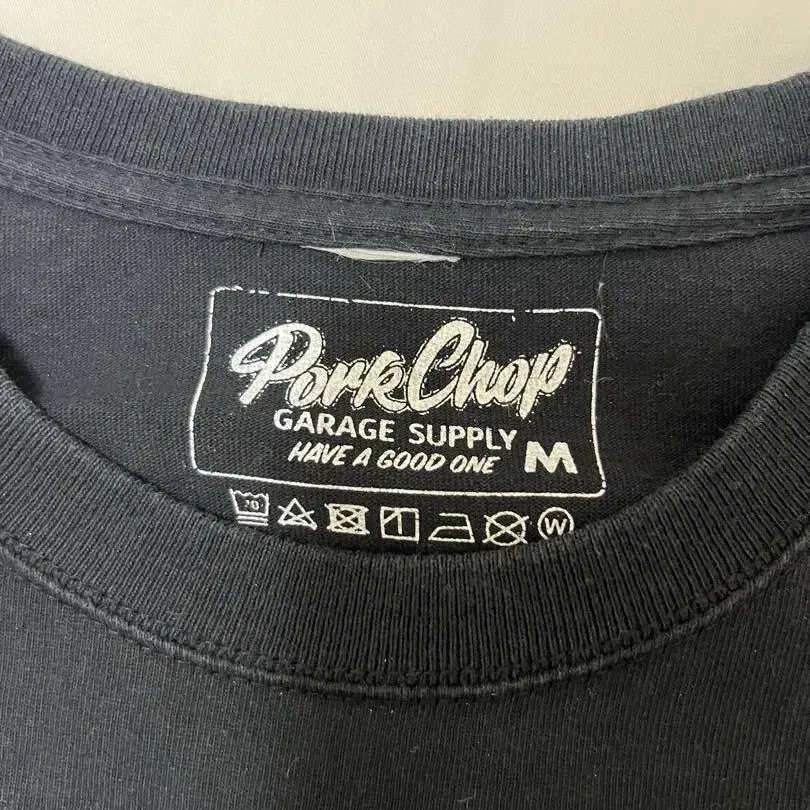 PorkChop
GARAGE SUPPLY
HAVE A GOOD ONE M
W